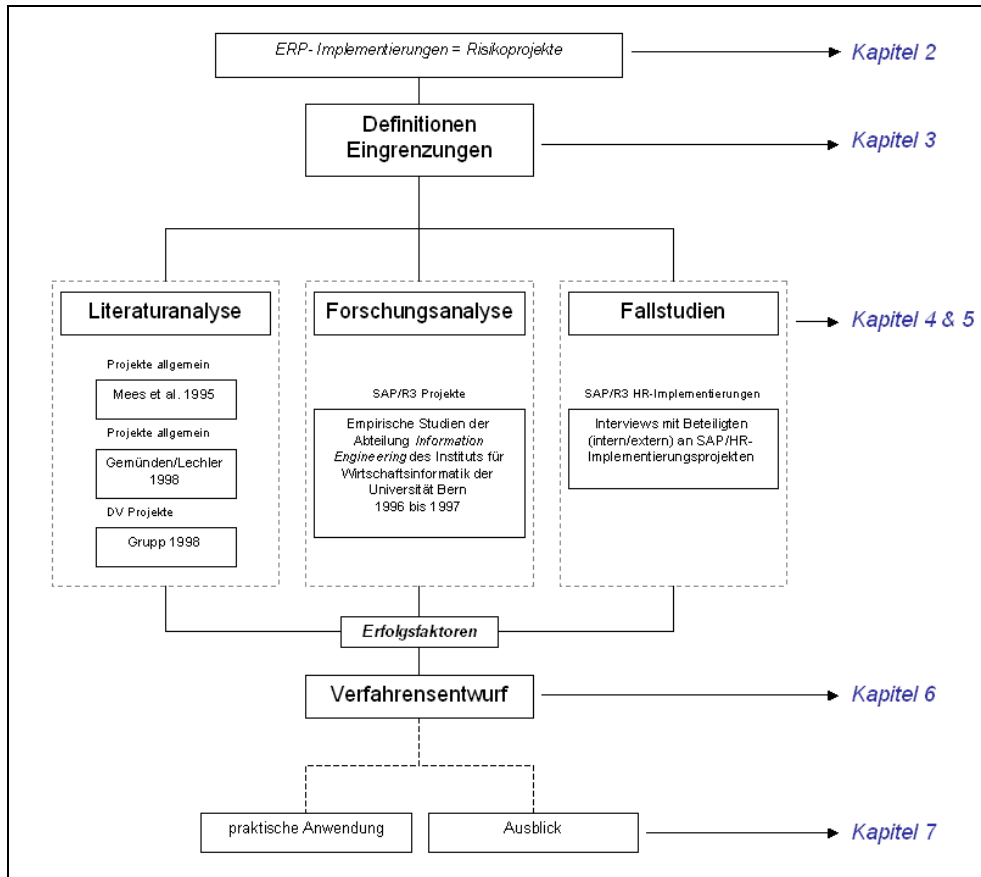 ERP- Implementierungen = Risikoprojekte
Kapitel 2
Definitionen
Eingrenzungen
Kapitel 3
Literaturanalyse
Projekte allgemein
Mees et al. 1995
Projekte allgemein
Gemünden/Lechler
1998
DV Projekte
Grupp 1998
Forschungsanalyse
SAP/R3 Projekte
Empirische Studien der
Abteilung Information
Engineering des Instituts für
Wirtschaftsinformatik der
Universität Bern
1996 bis 1997
Fallstudien
SAP/R3 HR-Implementierungen
Interviews mit Beteiligten
(intern/extern) an SAP/HR-
Implementierungsprojekten
Kapitel 4 & 5
Erfolgsfaktoren
Verfahrensentwurf
Kapitel 6
praktische Anwendung
Ausblick
Kapitel 7